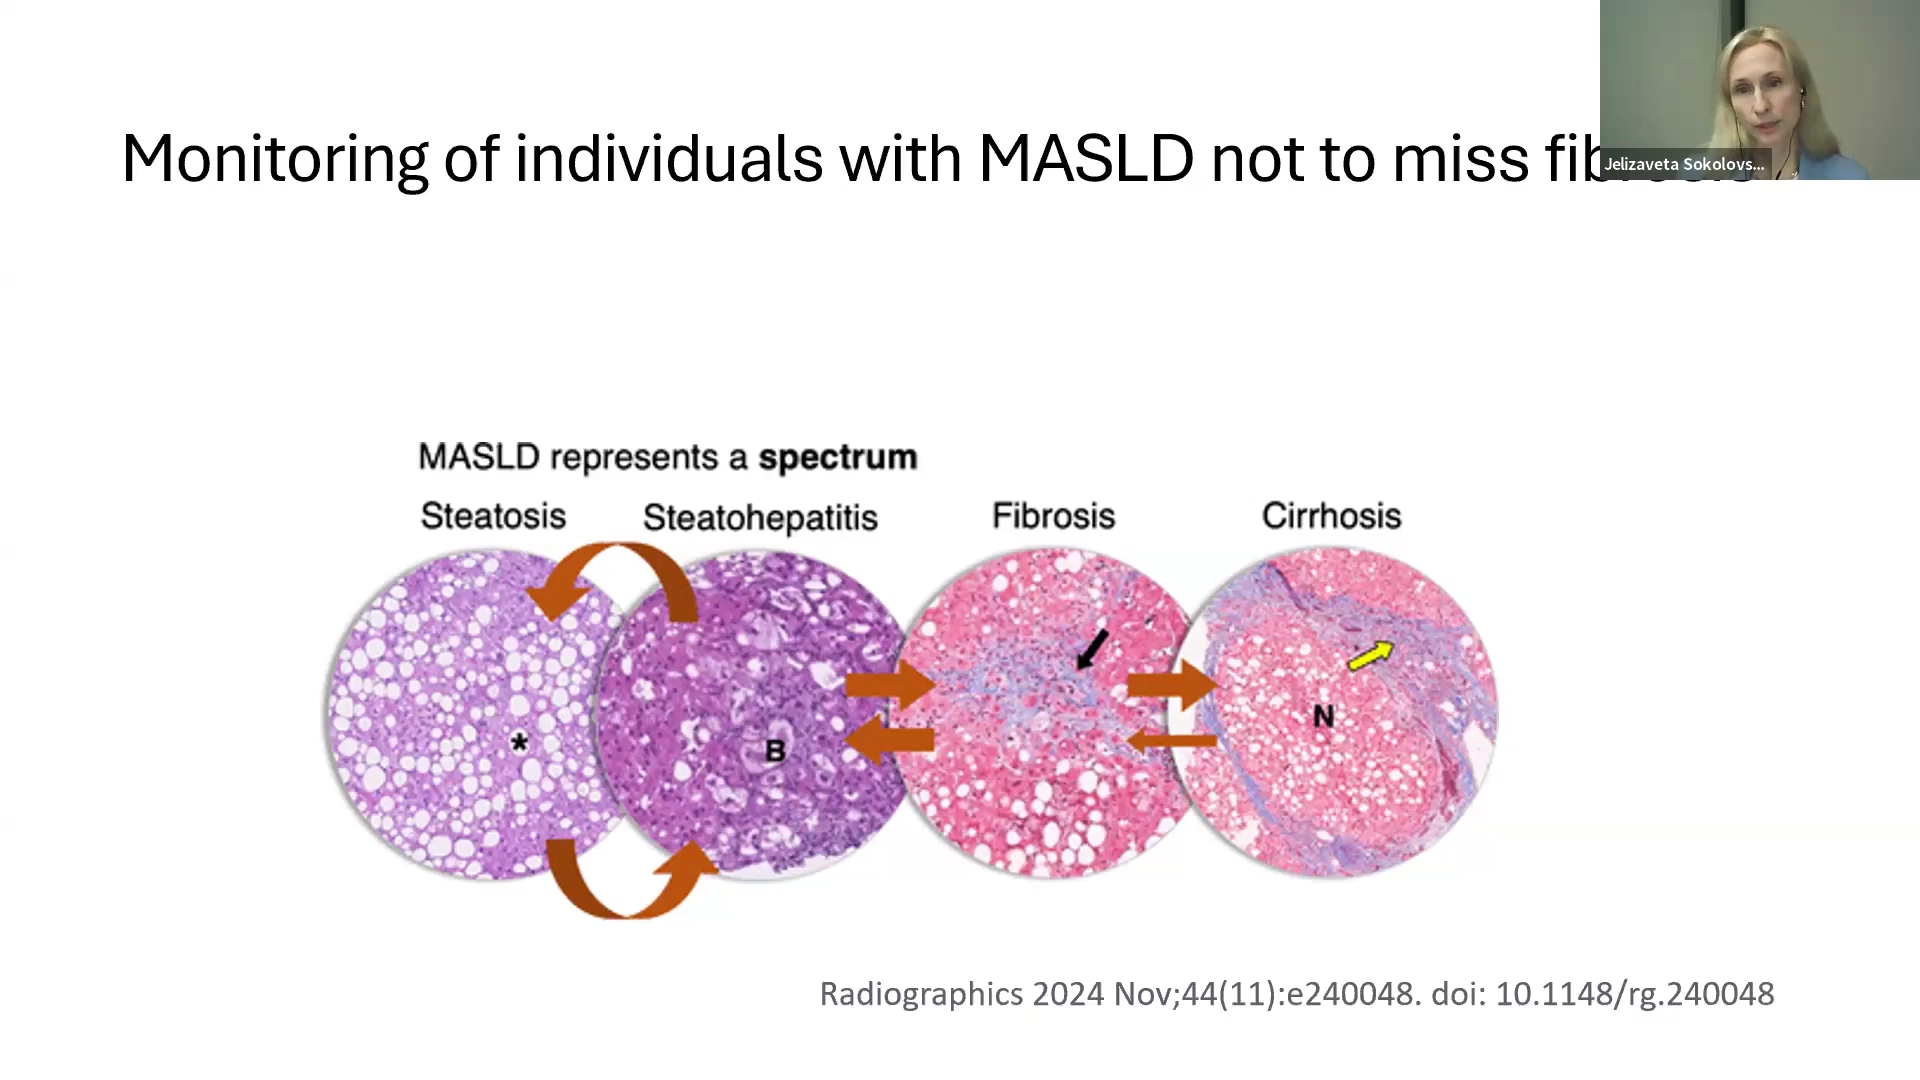 Monitoring of individuals with MASLD not to miss
Jelizaveta Sokolovs...
MASLD represents a spectrum
Steatosis Steatohepatitis Fibrosis Cirrhosis
* B N
Radiographics 2024 Nov;44(11):e240048. doi: 10.1148/rg.240048